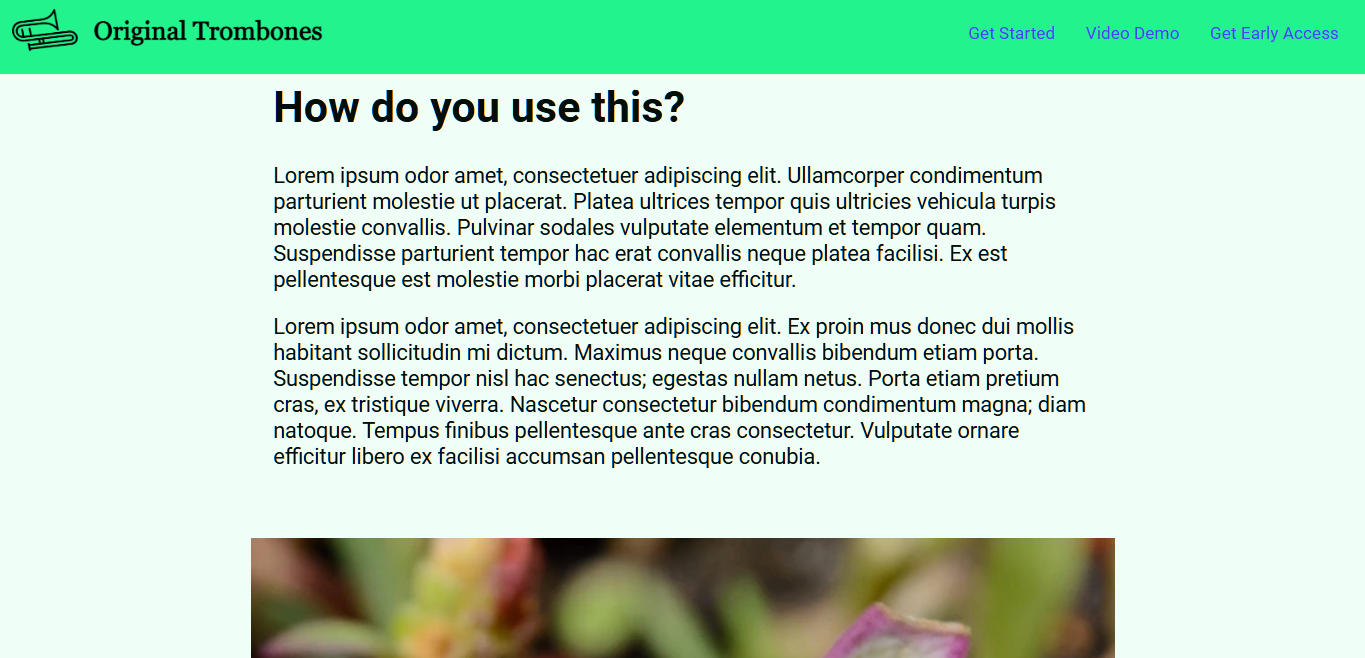 Original Trombones
Get Started
Video Demo
Get Early Access
How do you use this?
Lorem ipsum odor amet, consectetuer adipiscing elit. Ullamcorper condimentum
parturient molestie ut placerat. Platea ultrices tempor quis ultricies vehicula turpis
molestie convallis. Pulvinar sodales vulputate elementum et tempor quam.
Suspendisse parturient tempor hac erat convallis neque platea facilisi. Ex est
pellentesque est molestie morbi placerat vitae efficitur.
Lorem ipsum odor amet, consectetuer adipiscing elit. Ex proin mus donec dui mollis
habitant sollicitudin mi dictum. Maximus neque convallis bibendum etiam porta.
Suspendisse tempor nisl hac senectus; egestas nullam netus. Porta etiam pretium
cras, ex tristique viverra. Nascetur consectetur bibendum condimentum magna; diam
natoque. Tempus finibus pellentesque ante cras consectetur. Vulputate ornare
efficitur libero ex facilisi accumsan pellentesque conubia.